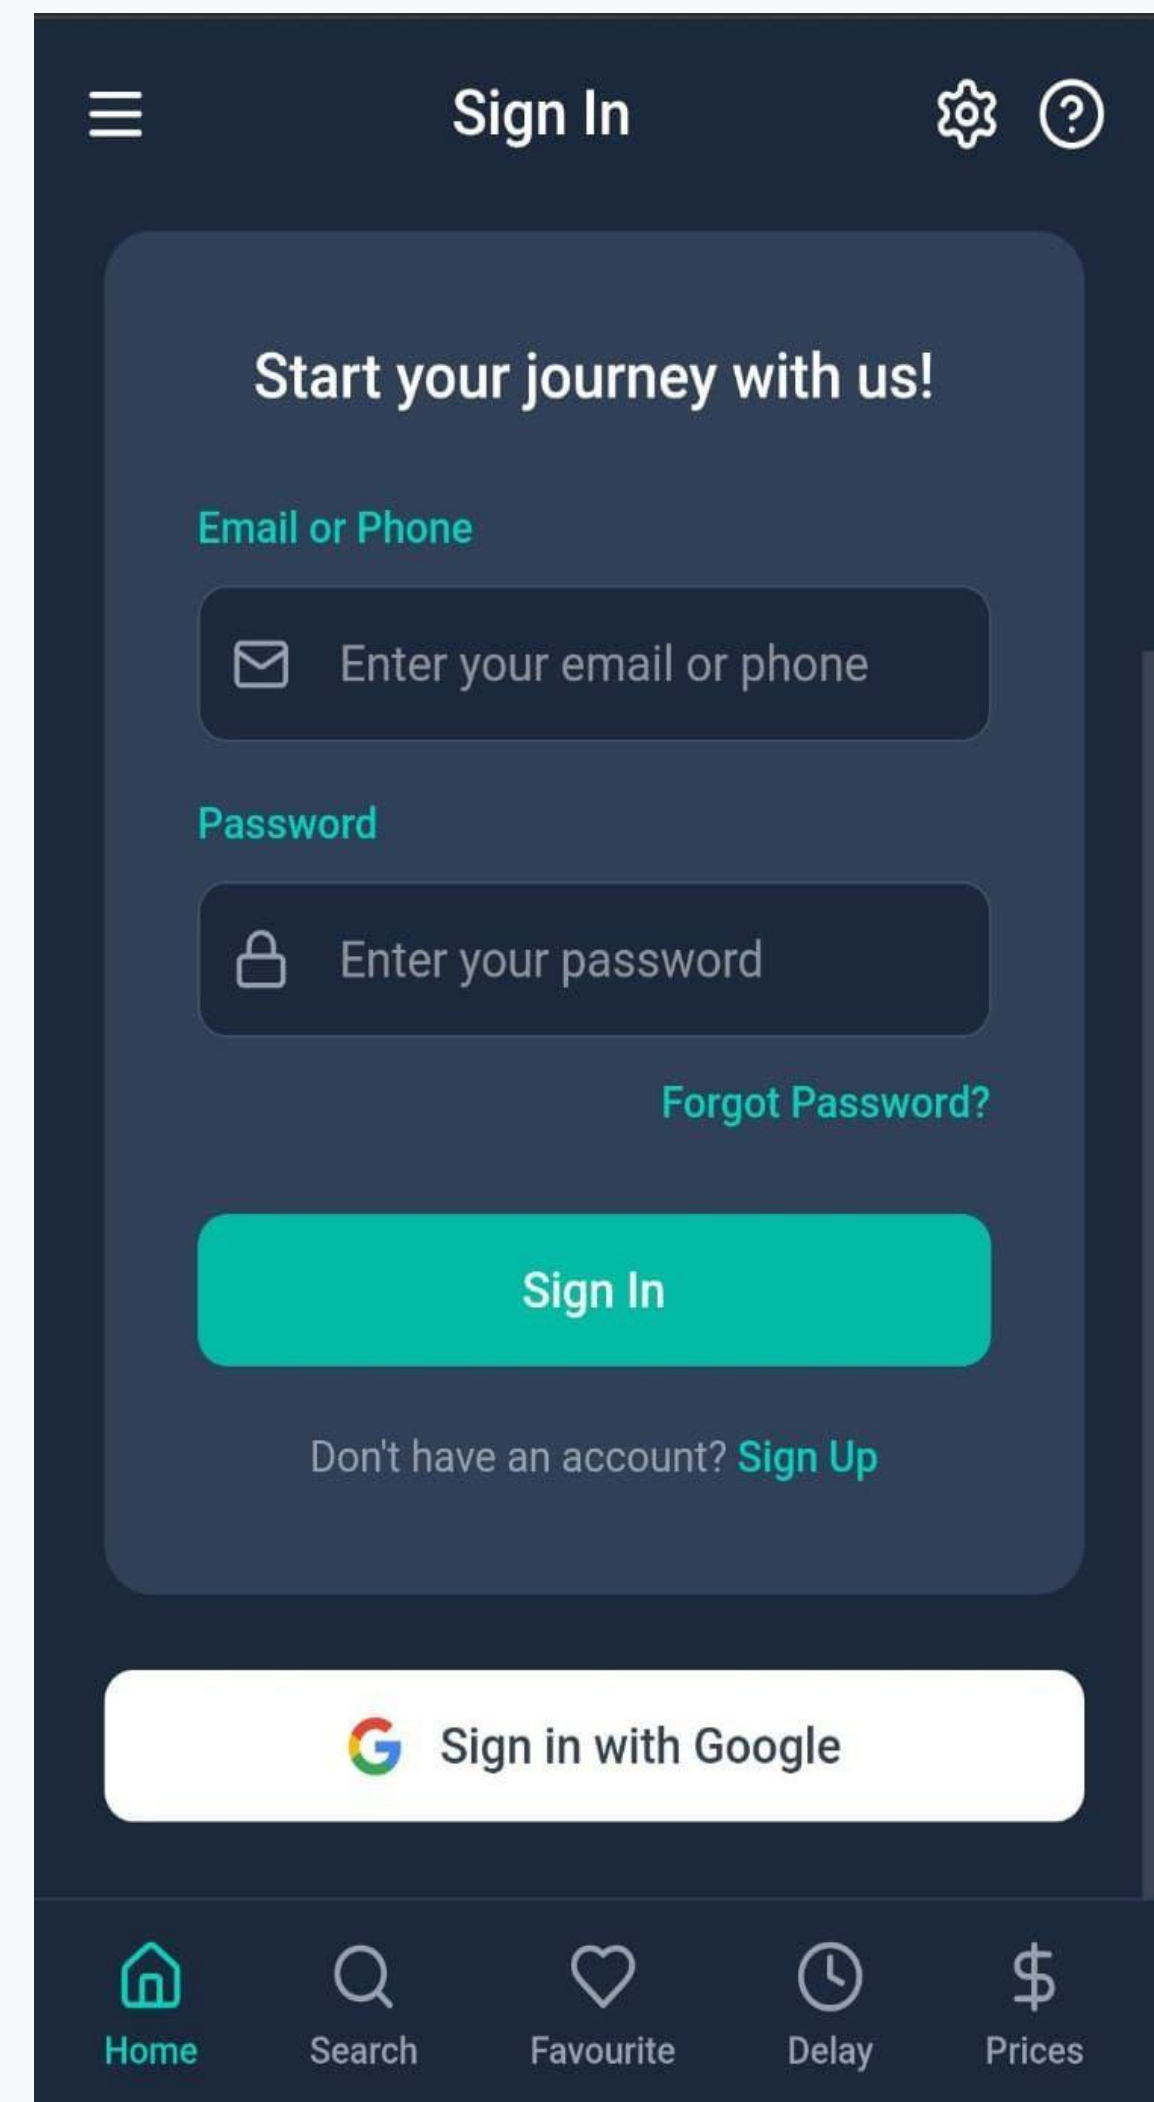 Sign In
Start your journey with us!
Email or Phone
Enter your email or phone
Password
Enter your password
Forgot Password?
Sign In
Don't have an account? Sign Up
Sign in with Google
Home Search Favourite Delay Prices